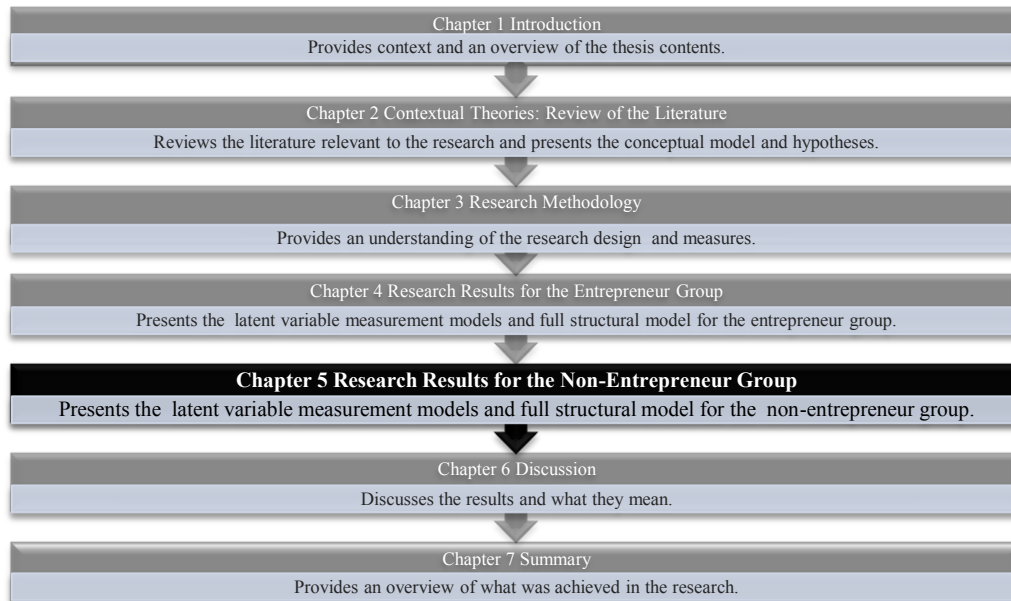 Chapter 1 Introduction
Provides context and an overview of the thesis contents.
Chapter 2 Contextual Theories: Review of the Literature
Reviews the literature relevant to the research and presents the conceptual model and hypotheses.
Chapter 3 Research Methodology
Provides an understanding of the research design and measures.
Chapter 4 Research Results for the Entrepreneur Group
Presents the latent variable measurement models and full structural model for the entrepreneur group.
Chapter 5 Research Results for the Non-Entrepreneur Group
Presents the latent variable measurement models and full structural model for the non-entrepreneur group.
Chapter 6 Discussion
Discusses the results and what they mean.
Chapter 7 Summary
Provides an overview of what was achieved in the research.